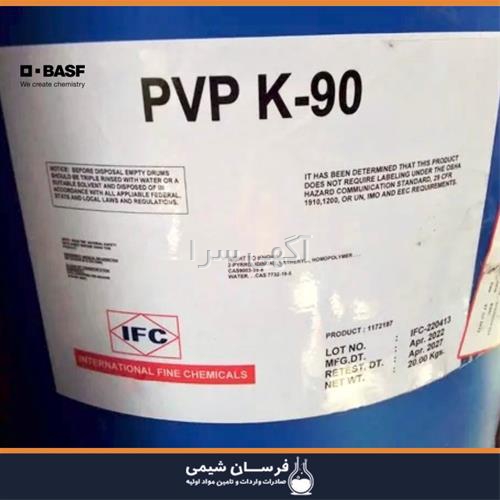 BASF
We create chemistry
PVP K-90
NOTICE: BEFORE DISPOSAL EMPTY DRUMS
SHOULD BE TRIPLE RINSED WITH WATER OR A
SUITABLE SOLVENT AND DISPOSED OF IN
ACCORDANCE WITH ALL APPLICABLE FEDERAL,
STATE AND LOCAL LAWS AND REGULATIONS.
IT HAS BEEN DETERMINED THAT THIS PRODUCT
DOES NOT REQUIRE LABELING UNDER THE OSHA
HAZARD COMMUNICATION STANDARD, 29 CFR
1910,1200, OR UN, IMO AND EEC REQUIREMENTS.
آگهی سرا
HOMOPOLYMER
WATER: CAS 7732-18-5
IFC
INTERNATIONAL FINE CHEMICALS
PRODUCT : 1172187
LOT NO. IFC-220413
MFG.DT. Apr. 2022
RETEST. DT. Apr. 2027
NET WT. 20.00 Kgs.
فرسان شیمی
صادرات واردات و تامین مواد اولیه